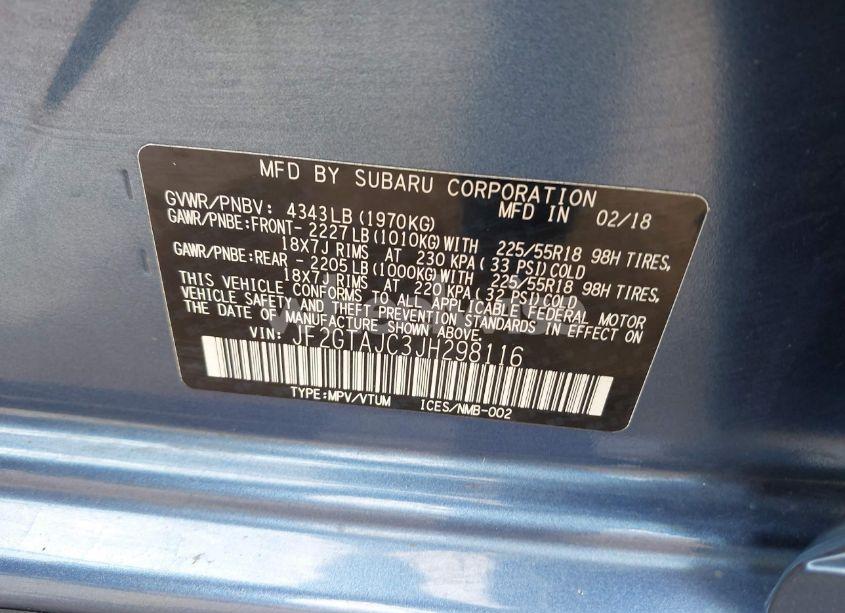 MFD BY SUBARU CORPORATION
GVWR/PNBV: 4343LB(1970KG) MFD IN 02/18
GAWR/PNBE:FRONT- 2227LB(1010KG)WITH 225/55R18 98H TIRES,
18X7J RIMS AT 230 KPA(33 PSI)COLD
GAWR/PNBE:REAR - 2205LB(1000KG)WITH 225/55R18 98H TIRES,
18X7J RIMS AT 220 KPA(32 PSI)COLD
THIS VEHICLE CONFORMS TO ALL APPLICABLE FEDERAL MOTOR
VEHICLE SAFETY AND THEFT PREVENTION STANDARDS IN EFFECT ON
THE DATE OF MANUFACTURE SHOWN ABOVE.
VIN: JF2GTAJC3JH298116
TYPE:MPV/VTUM ICES/NMB-002